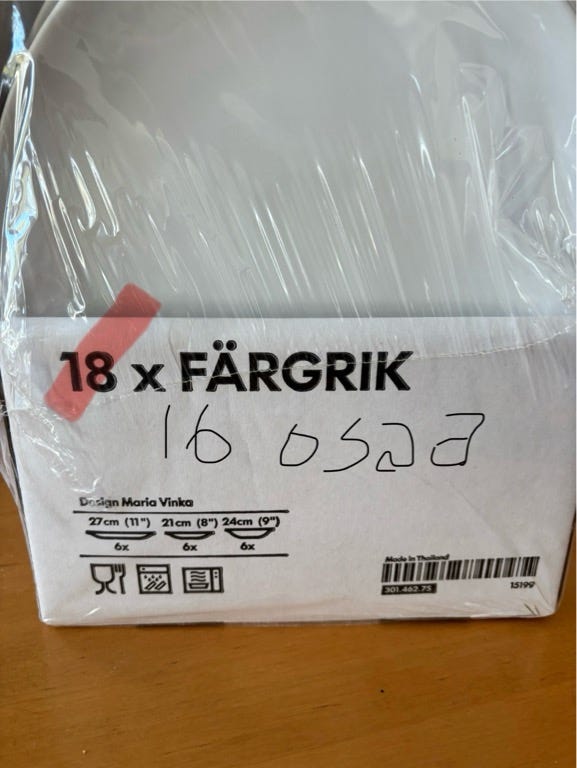 18 x FÄRGRIK
16 osaa
Design Maria Vinka
27cm (11") 21cm (8") 24cm (9")
6x 6x 6x
Made in Thailand
301.462.75 15199